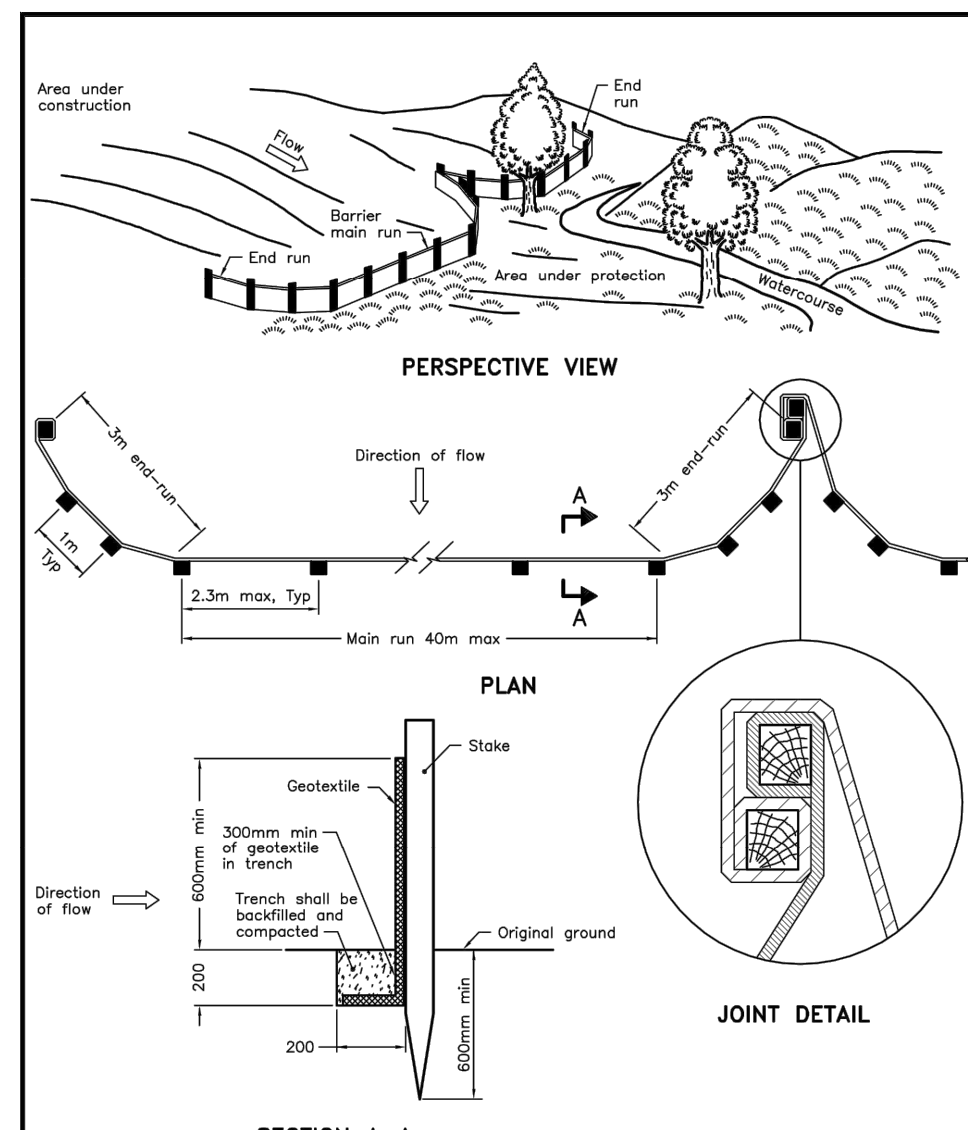 Area under
construction
End
run
Flow
Barrier
main run
End run
Area under protection
Watercourse
PERSPECTIVE VIEW
3m end-run
Direction of flow
3m end-run
A
1m
Typ
2.3m max, Typ
A
Main run 40m max
PLAN
Stake
Geotextile
600mm min
300mm min
of geotextile
in trench
Direction
of flow
Trench shall be
backfilled and
compacted
Original ground
200
600mm min
200
JOINT DETAIL
SECTION A-A